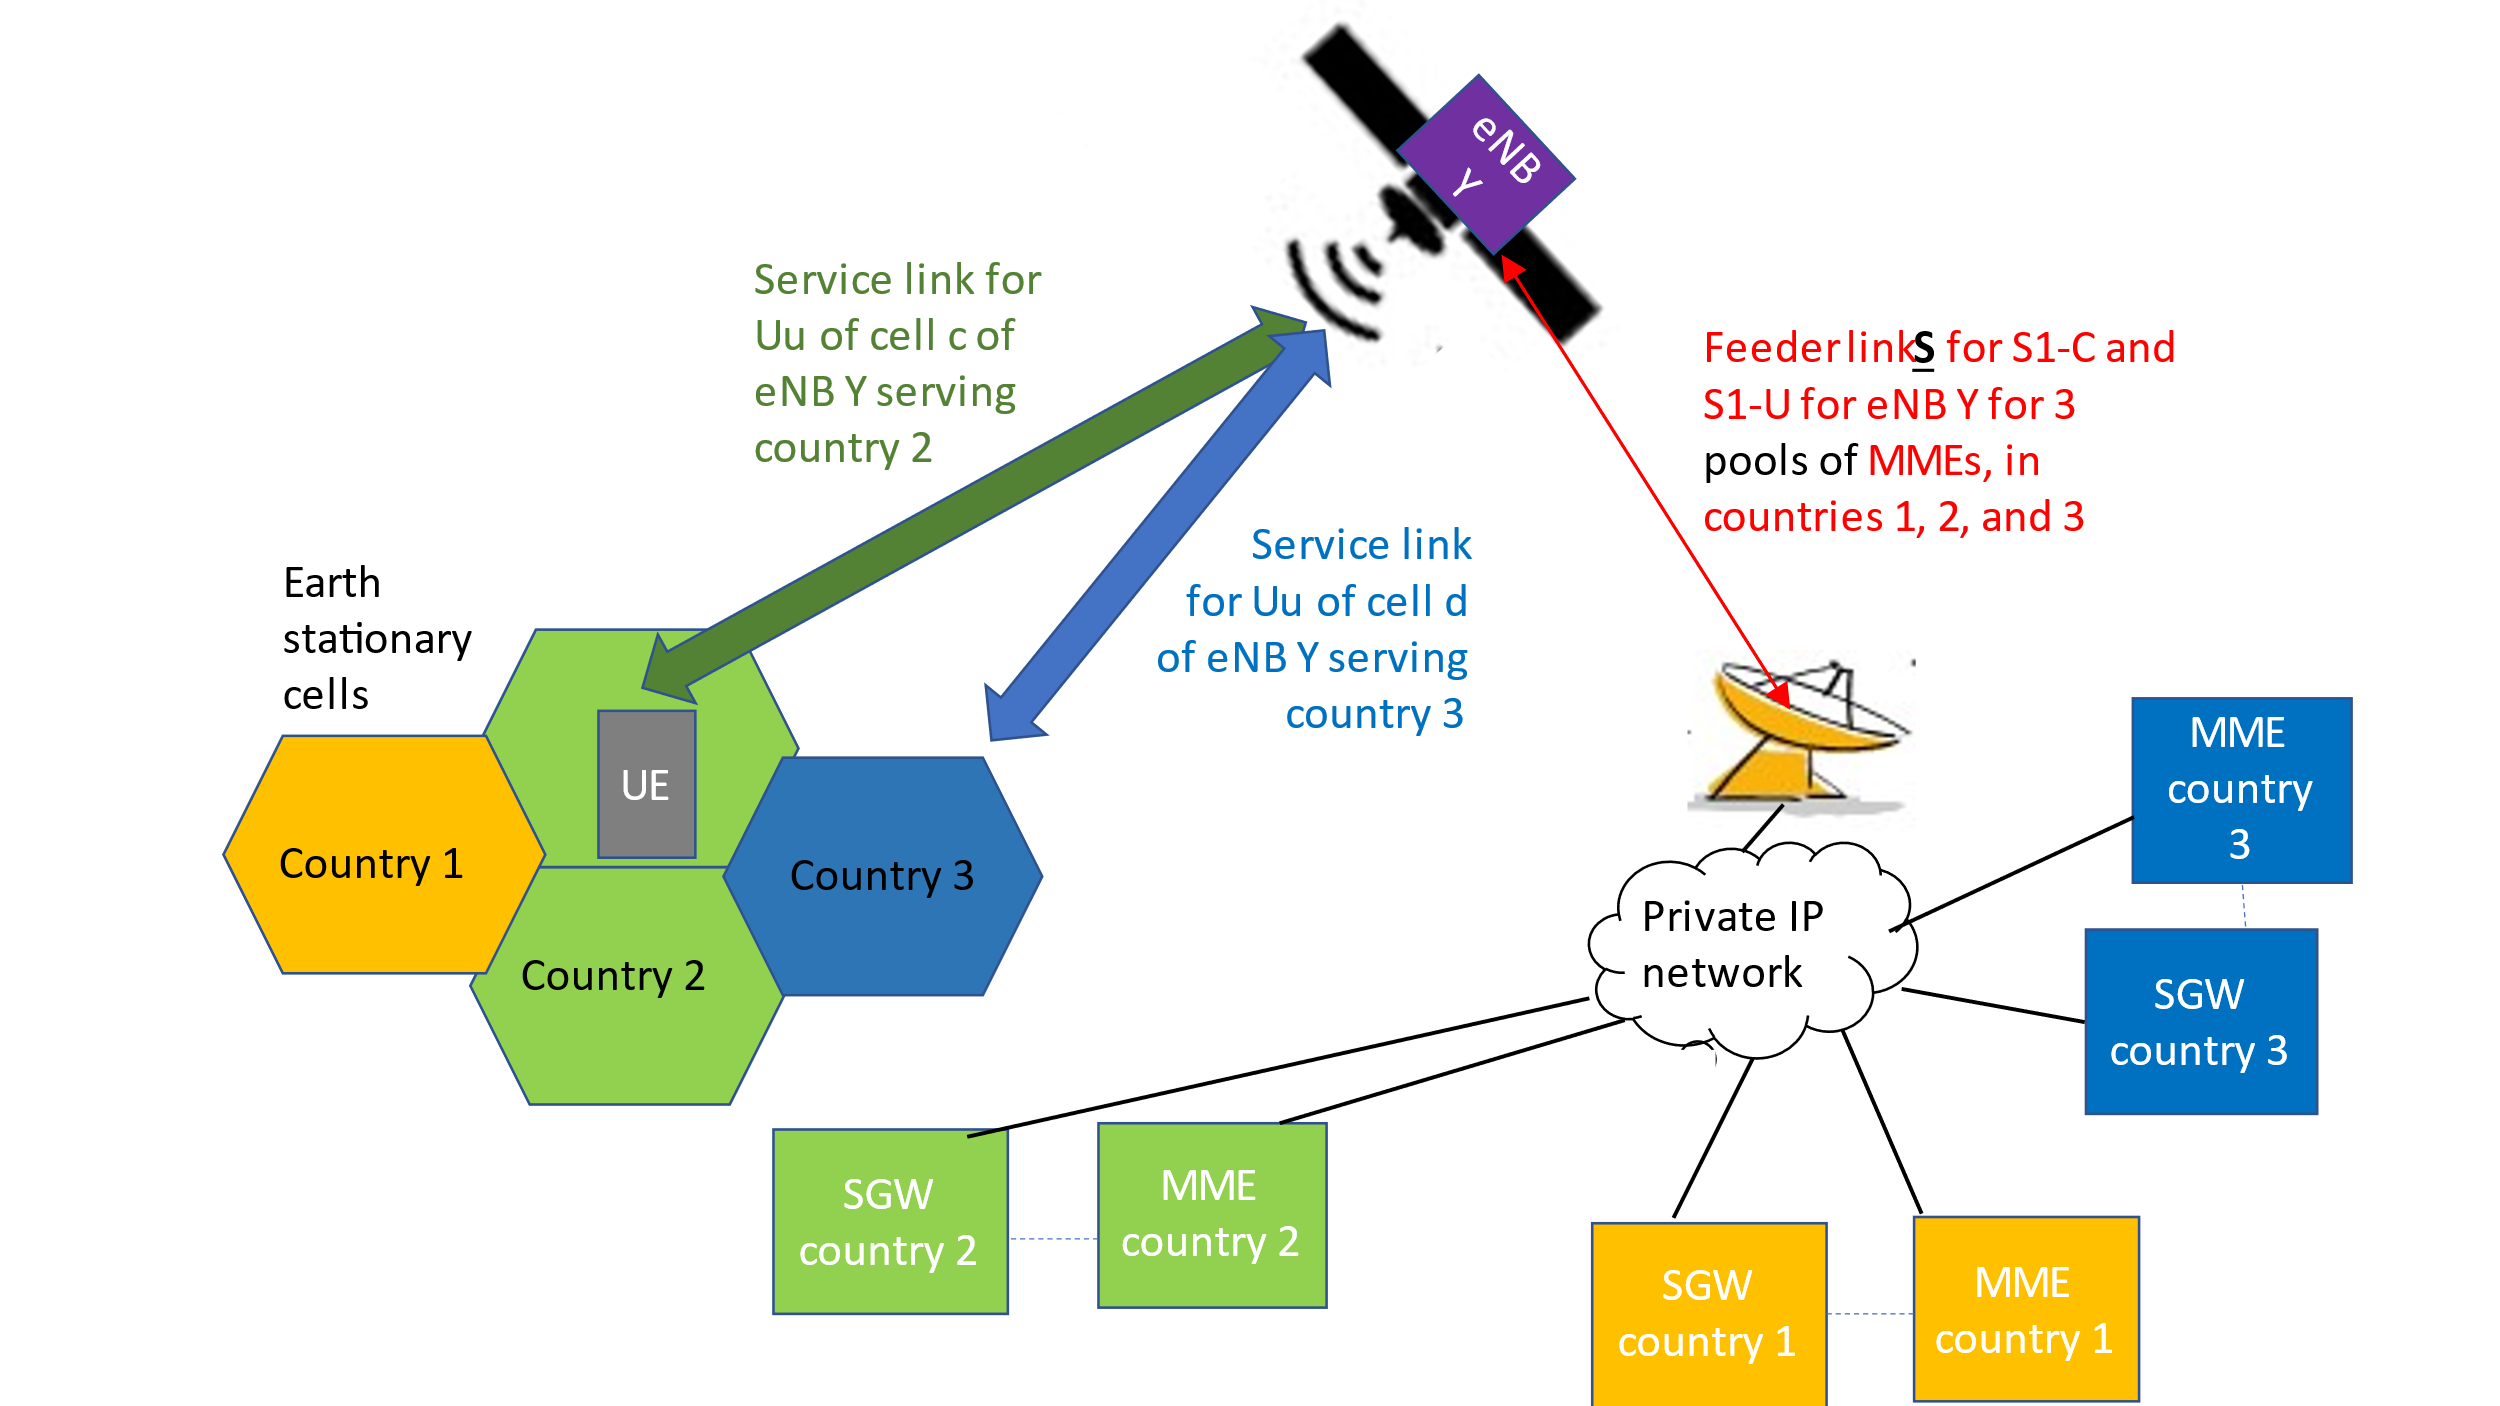 eNB
Y
Service link for
Uu of cell c of
eNB Y serving
country 2
Feeder linkS for S1-C and
S1-U for eNB Y for 3
pools of MMEs, in
countries 1, 2, and 3
Service link
for Uu of cell d
of eNB Y serving
country 3
Earth
stationary
cells
UE
Country 1
Country 3
Country 2
Private IP
network
MME
country
3
SGW
country 3
SGW
country 2
MME
country 2
SGW
country 1
MME
country 1